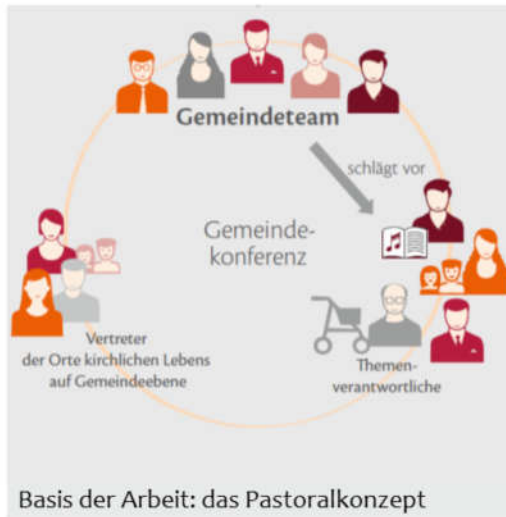 Gemeindeteam
schlägt vor
Gemeinde-
konferenz
Vertreter
der Orte kirchlichen Lebens
auf Gemeindeebene
Themen-
verantwortliche
Basis der Arbeit: das Pastoralkonzept